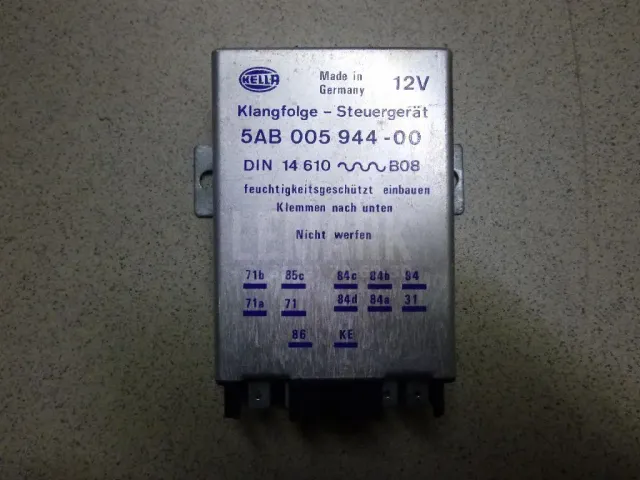 HELLA
Made in
Germany
12V
Klangfolge - Steuergerät
5AB 005 944-00
DIN 14 610 B08
feuchtigkeitsgeschützt einbauen
Klemmen nach unten
Nicht werfen
71b 85c 84c 84b 84
71a 71 84d 84a 31
86 KE